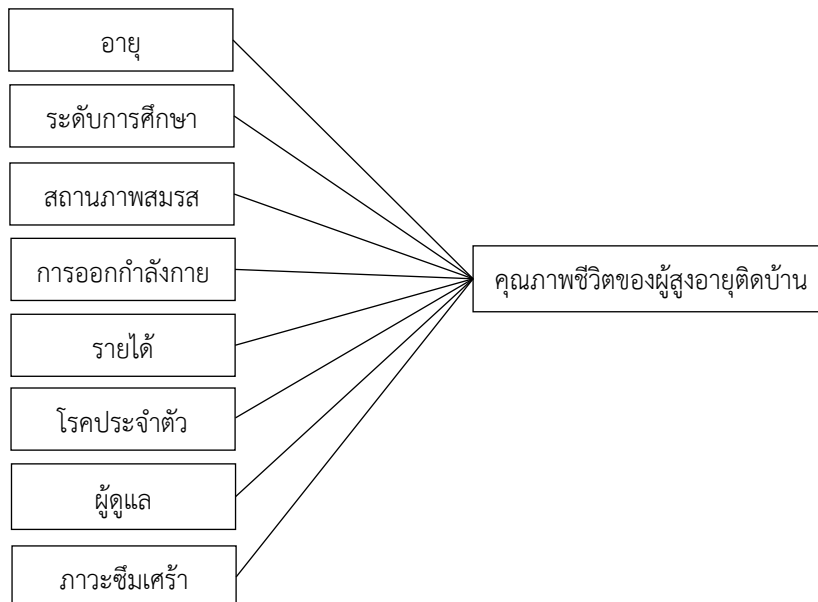 อายุ
ระดับการศึกษา
สถานภาพสมรส
การออกกำลังกาย
รายได้
โรคประจำตัว
ผู้ดูแล
ภาวะซึมเศร้า
คุณภาพชีวิตของผู้สูงอายุติดบ้าน